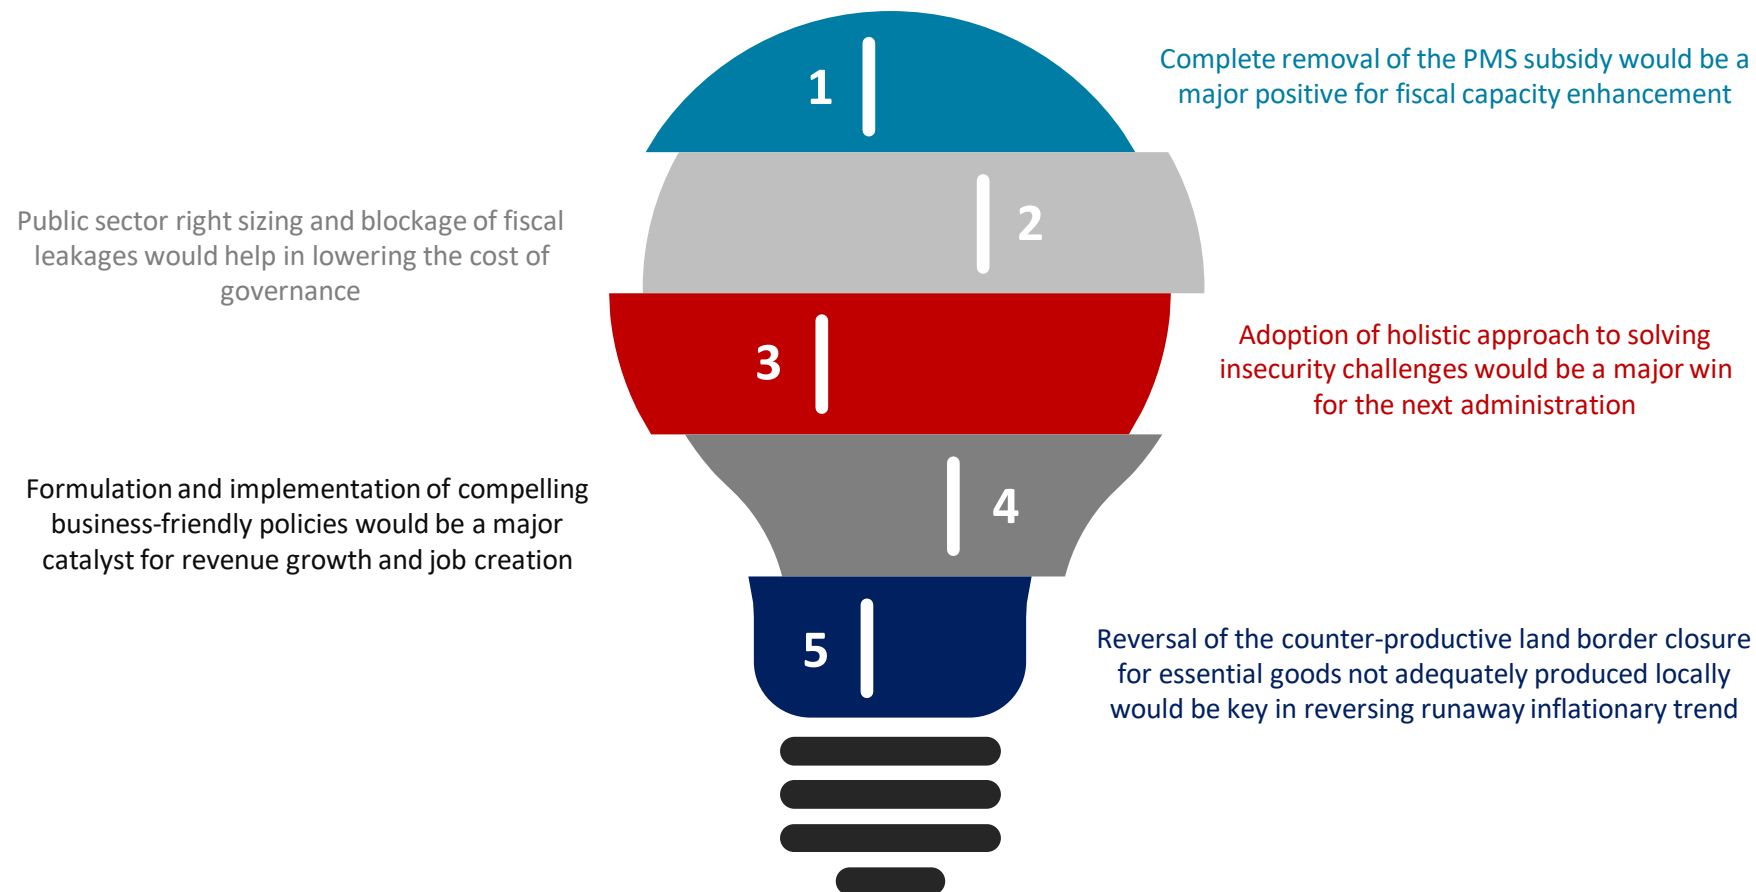 1
Complete removal of the PMS subsidy would be a
major positive for fiscal capacity enhancement
2
Public sector right sizing and blockage of fiscal
leakages would help in lowering the cost of
governance
3
Adoption of holistic approach to solving
insecurity challenges would be a major win
for the next administration
4
Formulation and implementation of compelling
business-friendly policies would be a major
catalyst for revenue growth and job creation
5
Reversal of the counter-productive land border closure
for essential goods not adequately produced locally
would be key in reversing runaway inflationary trend